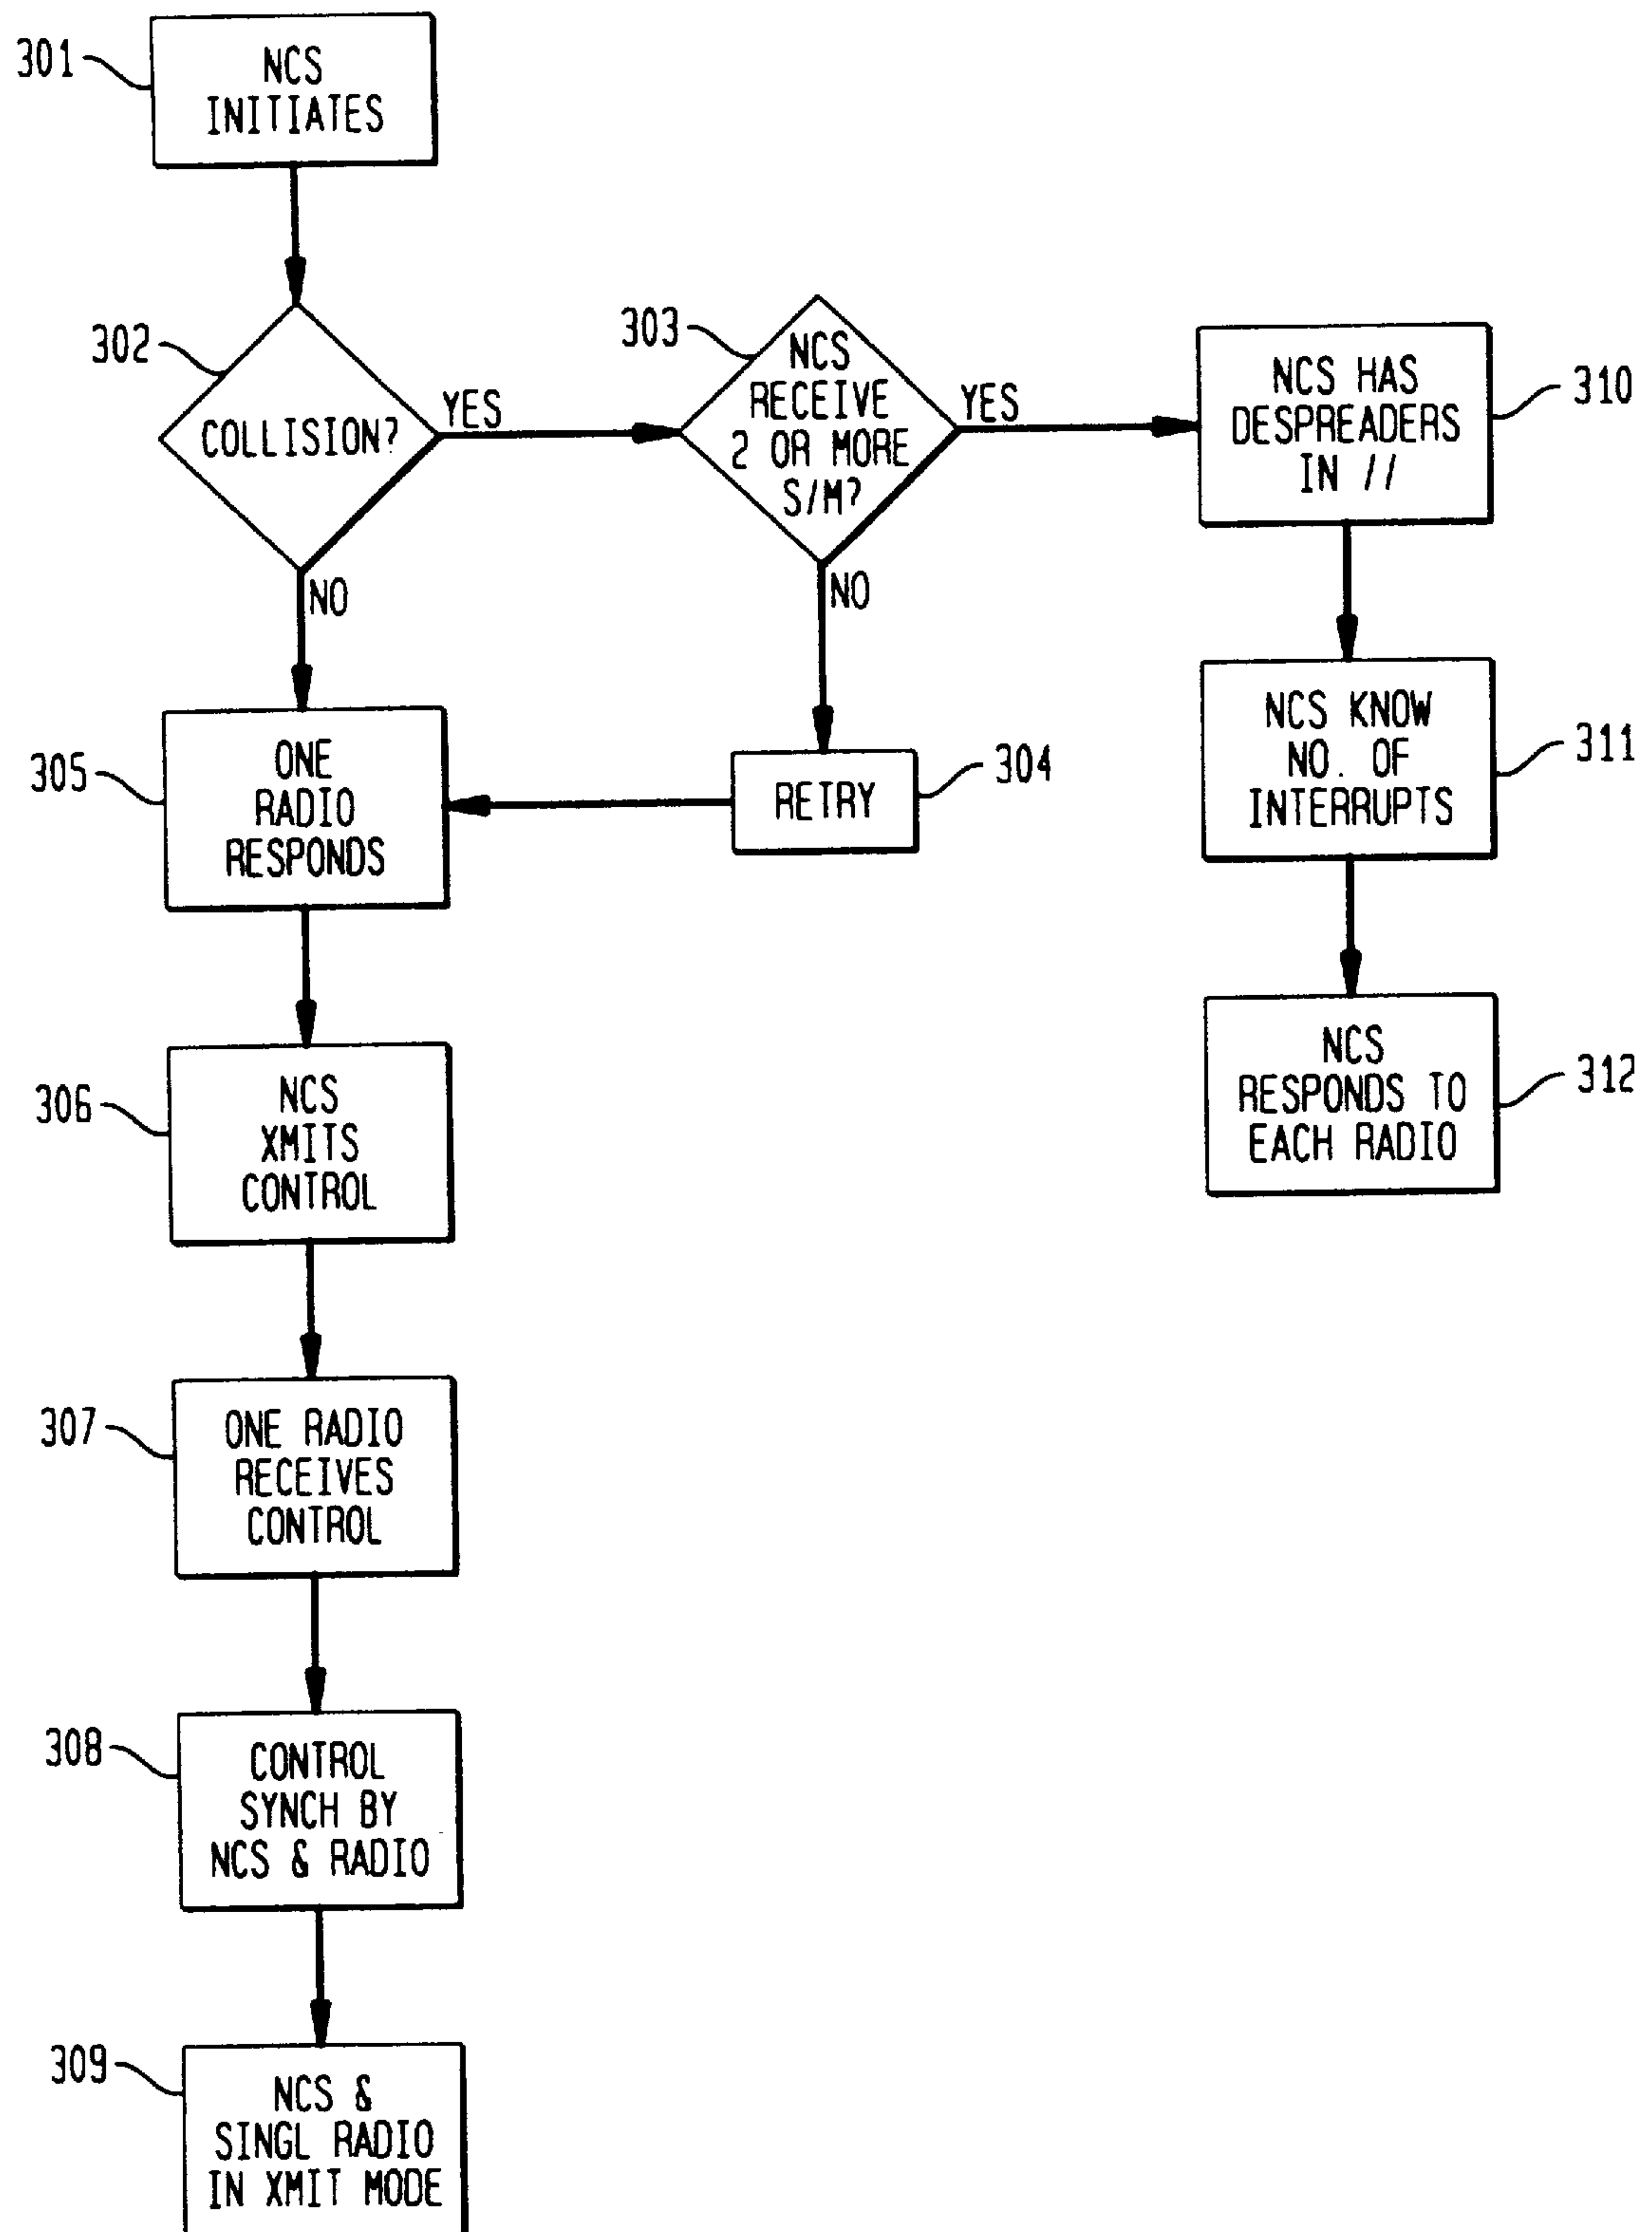 301
NCS
INITIATES
302
COLLISION?
YES
NO
303
NCS
RECEIVE
2 OR MORE
S/M?
YES
NO
310
NCS HAS
DESPREADERS
IN //
305
ONE
RADIO
RESPONDS
304
RETRY
311
NCS KNOW
NO. OF
INTERRUPTS
306
NCS
XMITS
CONTROL
312
NCS
RESPONDS TO
EACH RADIO
307
ONE RADIO
RECEIVES
CONTROL
308
CONTROL
SYNCH BY
NCS & RADIO
309
NCS &
SINGL RADIO
IN XMIT MODE